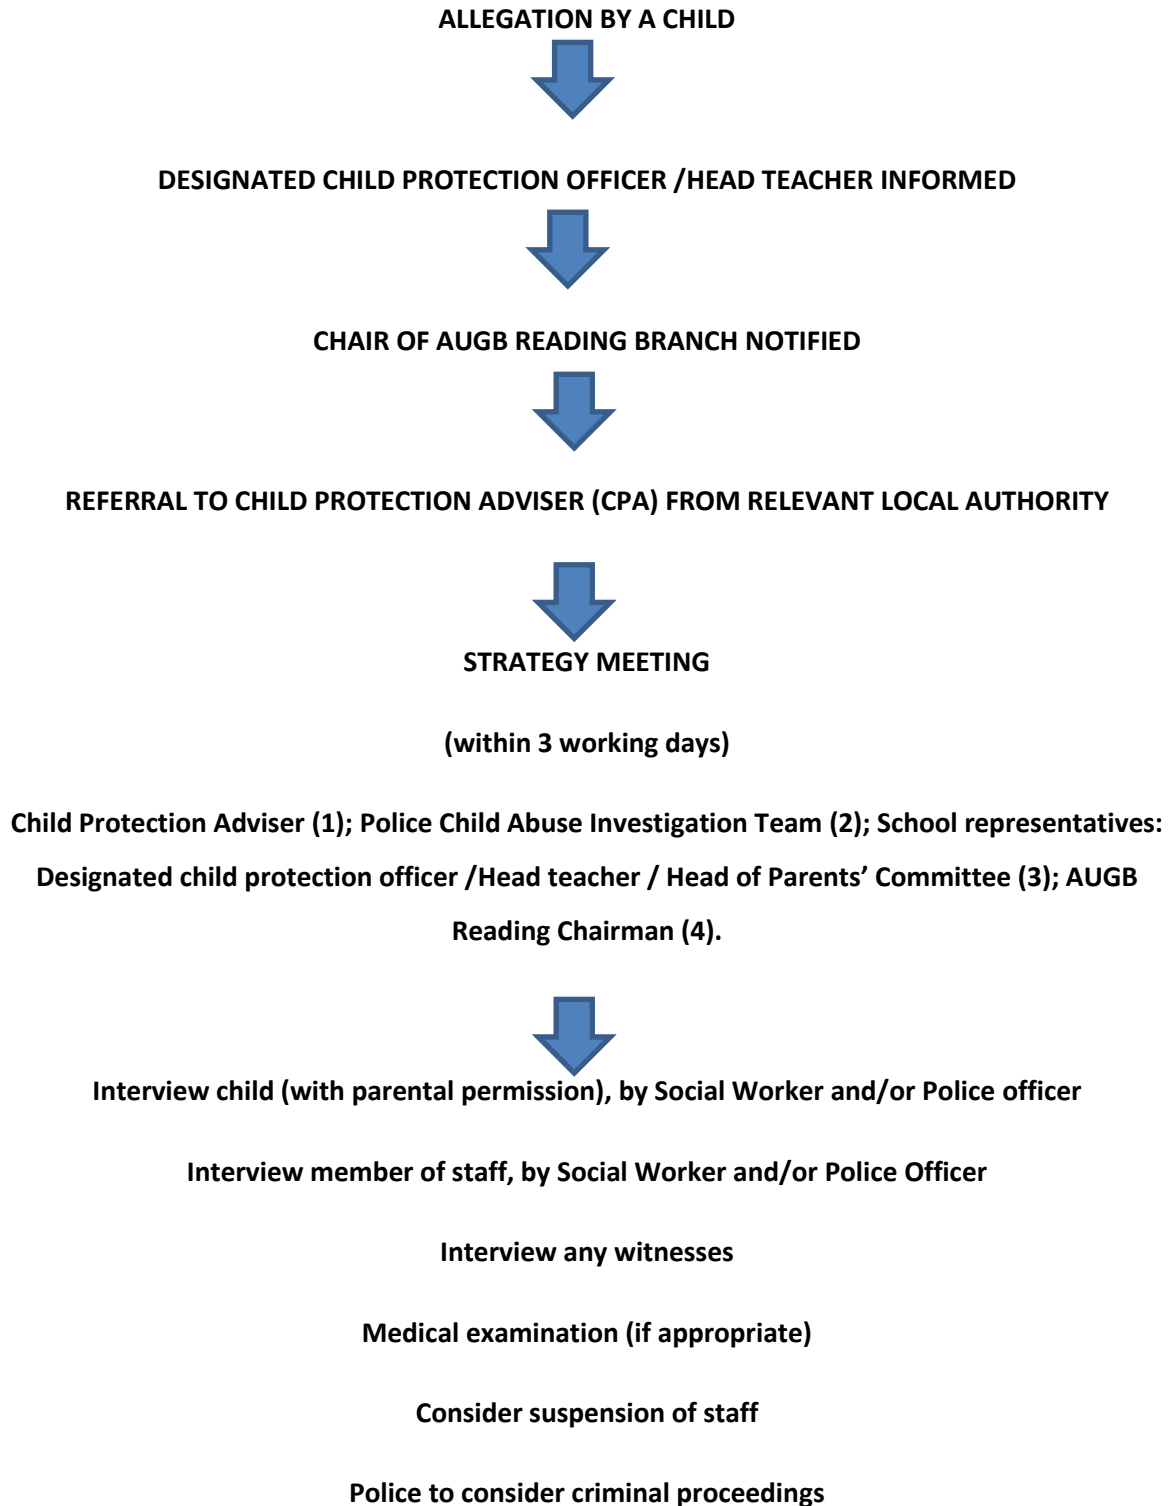 ALLEGATION BY A CHILD
DESIGNATED CHILD PROTECTION OFFICER /HEAD TEACHER INFORMED
CHAIR OF AUGB READING BRANCH NOTIFIED
REFERRAL TO CHILD PROTECTION ADVISER (CPA) FROM RELEVANT LOCAL AUTHORITY
STRATEGY MEETING
(within 3 working days)
Child Protection Adviser (1); Police Child Abuse Investigation Team (2); School representatives:
Designated child protection officer /Head teacher / Head of Parents’ Committee (3); AUGB
Reading Chairman (4).
Interview child (with parental permission), by Social Worker and/or Police officer
Interview member of staff, by Social Worker and/or Police Officer
Interview any witnesses
Medical examination (if appropriate)
Consider suspension of staff
Police to consider criminal proceedings